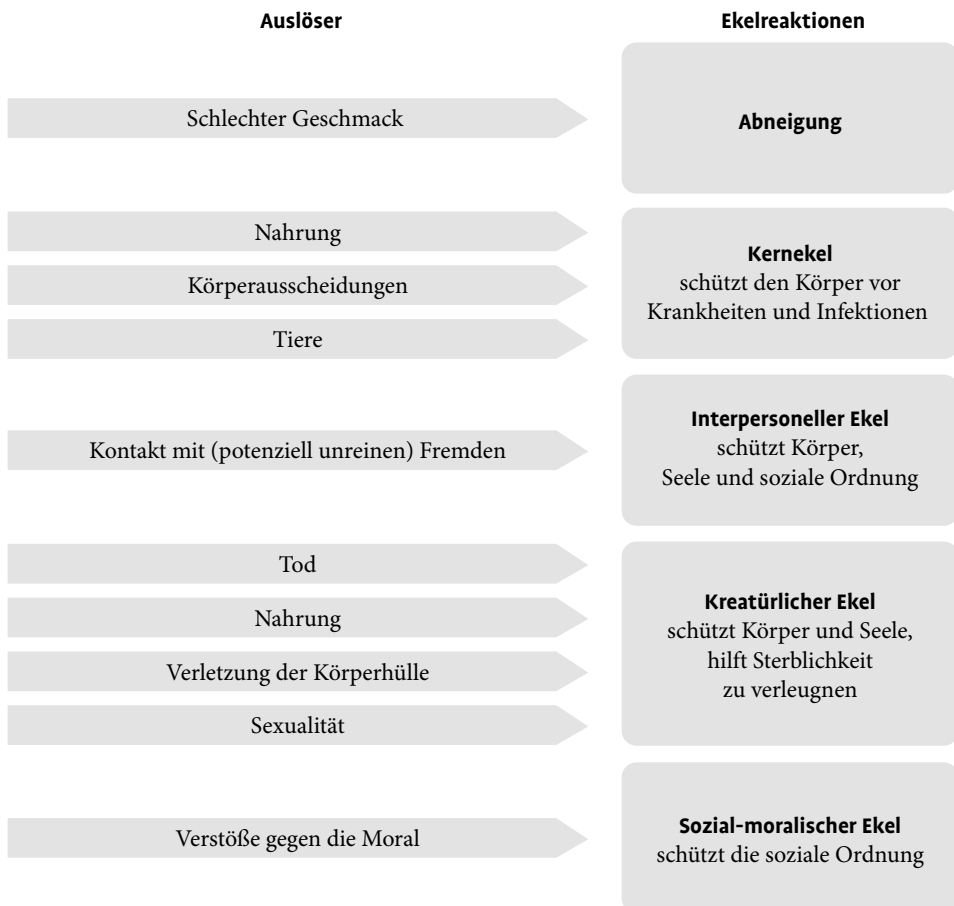 Auslöser
Ekelreaktionen
Schlechter Geschmack
Abneigung
Nahrung
Körperausscheidungen
Tiere
Kernekel
schützt den Körper vor
Krankheiten und Infektionen
Kontakt mit (potenziell unreinen) Fremden
Interpersoneller Ekel
schützt Körper,
Seele und soziale Ordnung
Tod
Nahrung
Verletzung der Körperhülle
Sexualität
Kreatürlicher Ekel
schützt Körper und Seele,
hilft Sterblichkeit
zu verleugnen
Verstöße gegen die Moral
Sozial-moralischer Ekel
schützt die soziale Ordnung